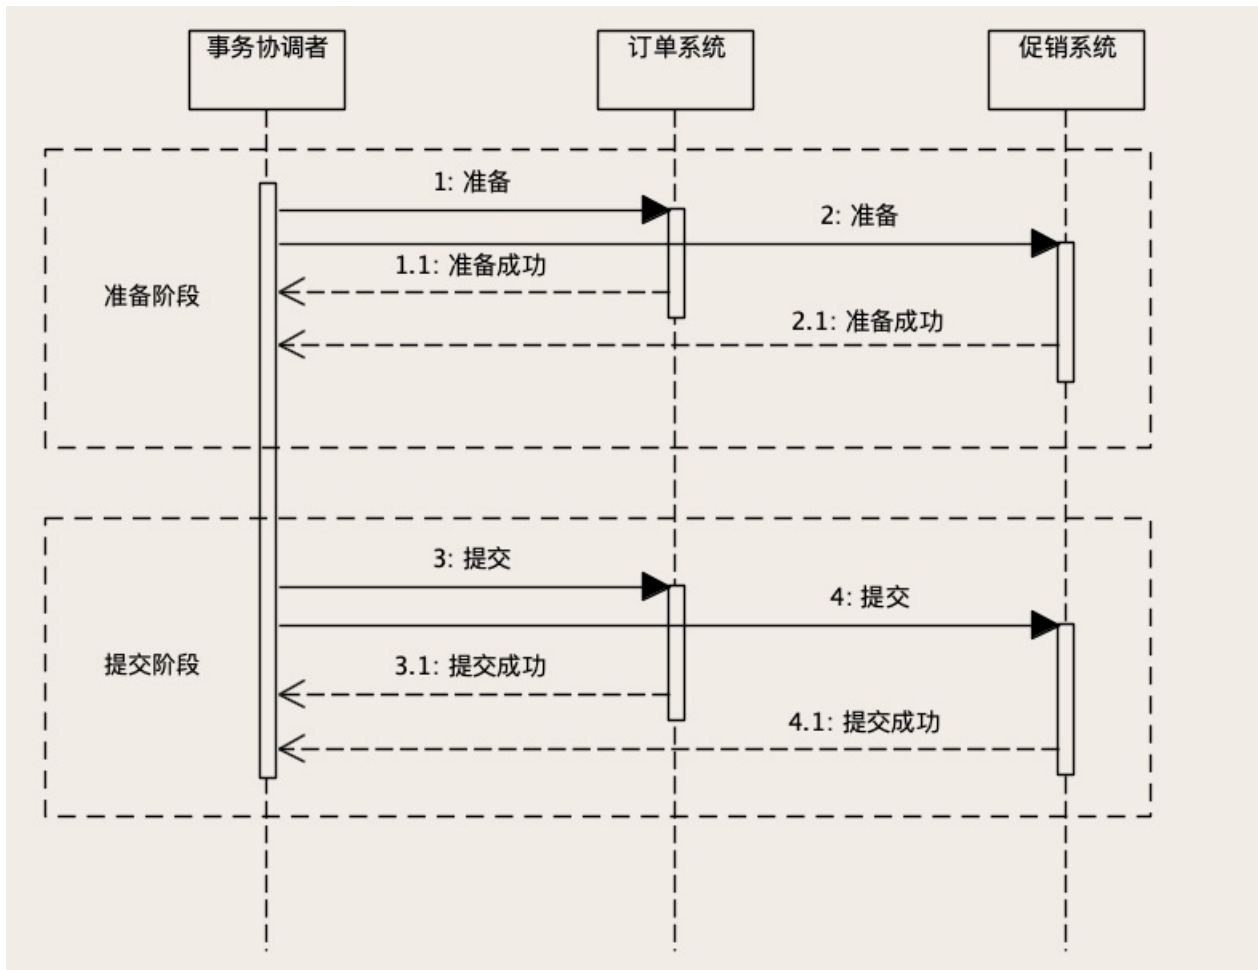 事务协调者
订单系统
促销系统
1: 准备
2: 准备
1.1: 准备成功
准备阶段
2.1: 准备成功
3: 提交
4: 提交
提交阶段
3.1: 提交成功
4.1: 提交成功